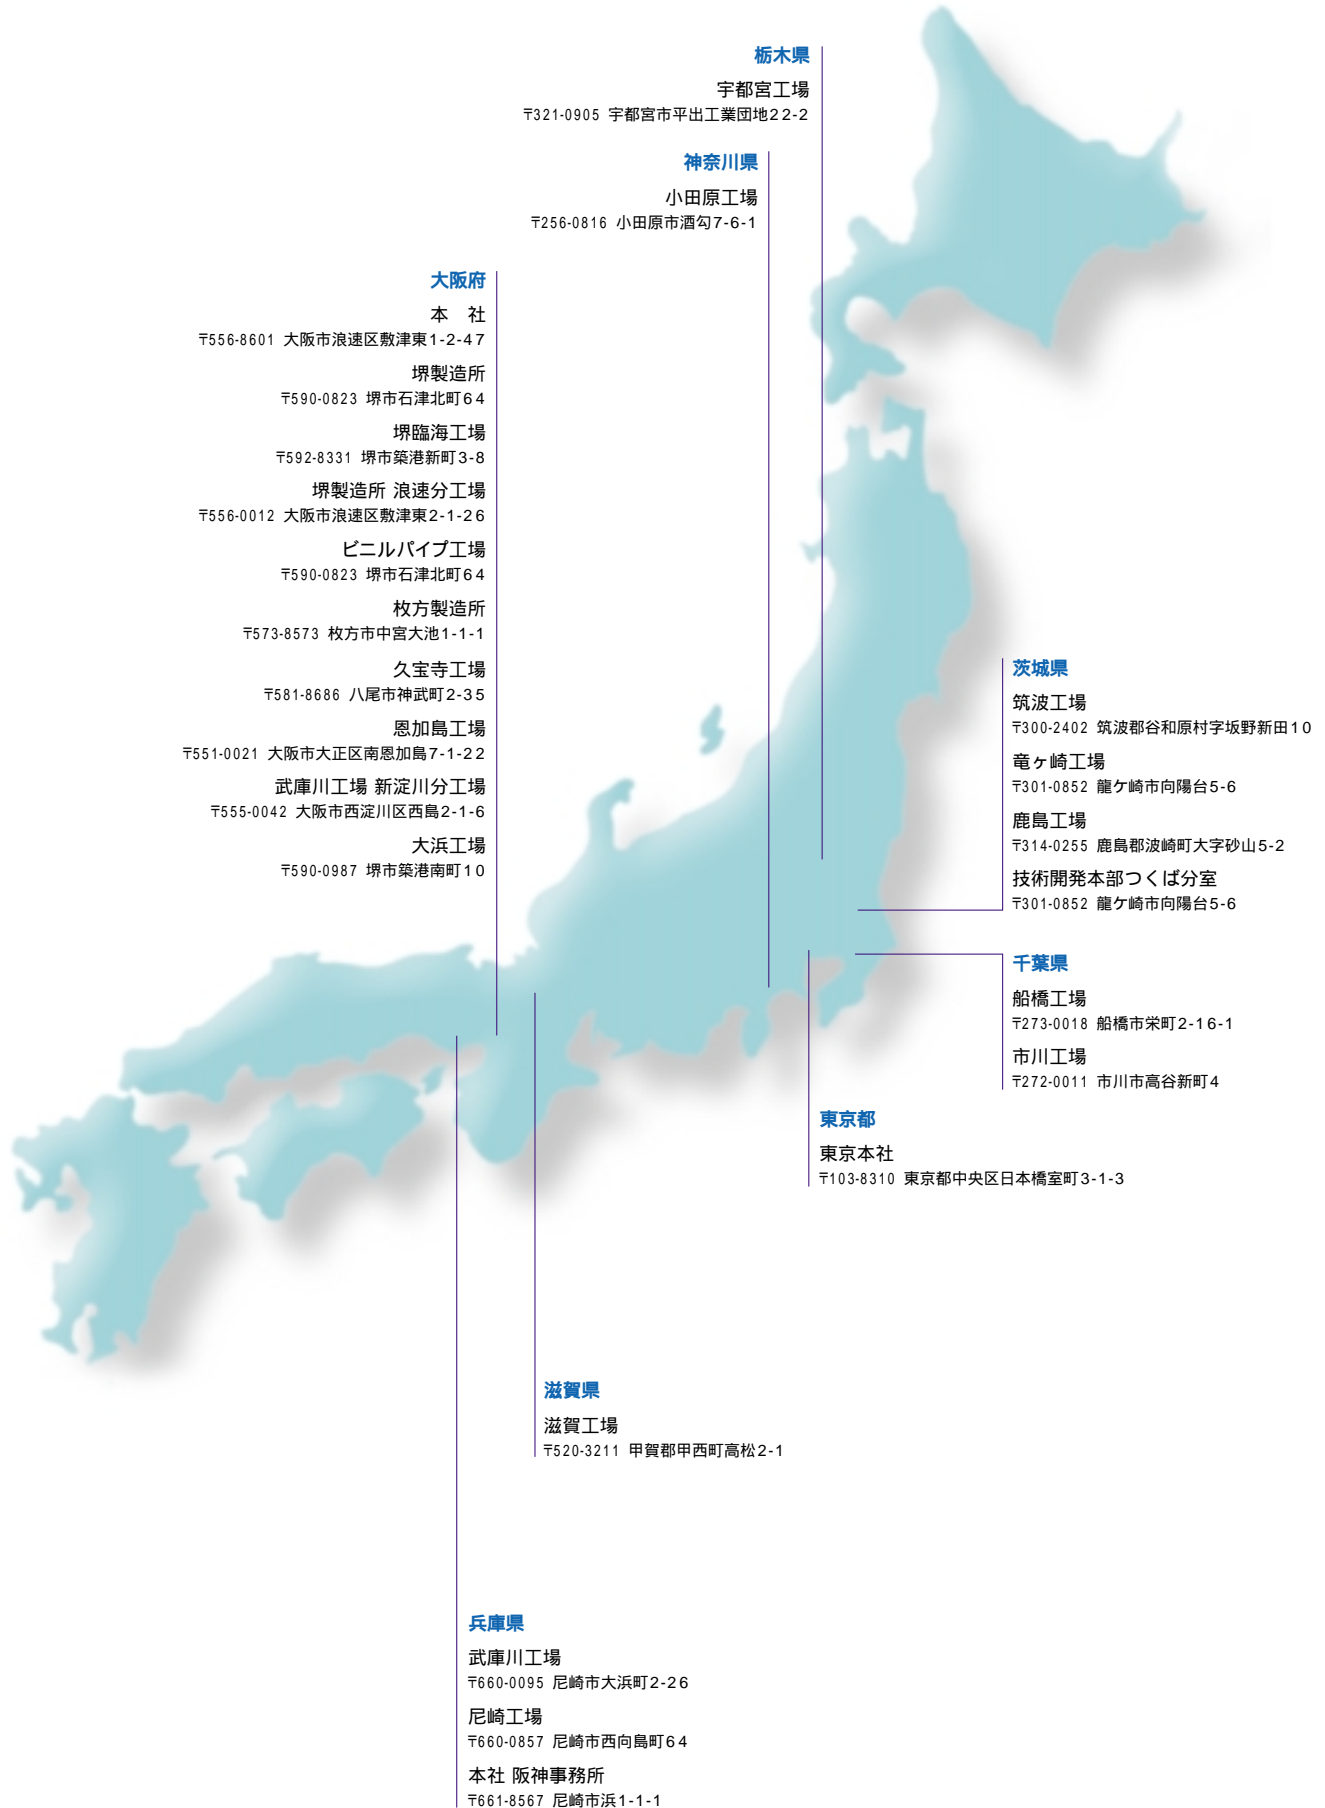 栃木県
宇都宮工場
〒321-0905 宇都宮市平出工業団地22-2
神奈川県
小田原工場
〒256-0816 小田原市酒匂7-6-1
大阪府
本　社
〒556-8601 大阪市浪速区敷津東1-2-47
堺製造所
〒590-0823 堺市石津北町64
堺臨海工場
〒592-8331 堺市築港新町3-8
堺製造所 浪速分工場
〒556-0012 大阪市浪速区敷津東2-1-26
ビニルパイプ工場
〒590-0823 堺市石津北町64
枚方製造所
〒573-8573 枚方市中宮大池1-1-1
久宝寺工場
〒581-8686 八尾市神武町2-35
恩加島工場
〒551-0021 大阪市大正区南恩加島7-1-22
武庫川工場 新淀川分工場
〒555-0042 大阪市西淀川区西島2-1-6
大浜工場
〒590-0987 堺市築港南町10
茨城県
筑波工場
〒300-2402 筑波郡谷和原村字坂野新田10
竜ヶ崎工場
〒301-0852 龍ケ崎市向陽台5-6
鹿島工場
〒314-0255 鹿島郡波崎町大字砂山5-2
技術開発本部つくば分室
〒301-0852 龍ケ崎市向陽台5-6
千葉県
船橋工場
〒273-0018 船橋市栄町2-16-1
市川工場
〒272-0011 市川市高谷新町4
東京都
東京本社
〒103-8310 東京都中央区日本橋室町3-1-3
滋賀県
滋賀工場
〒520-3211 甲賀郡甲西町高松2-1
兵庫県
武庫川工場
〒660-0095 尼崎市大浜町2-26
尼崎工場
〒660-0857 尼崎市西向島町64
本社 阪神事務所
〒661-8567 尼崎市浜1-1-1